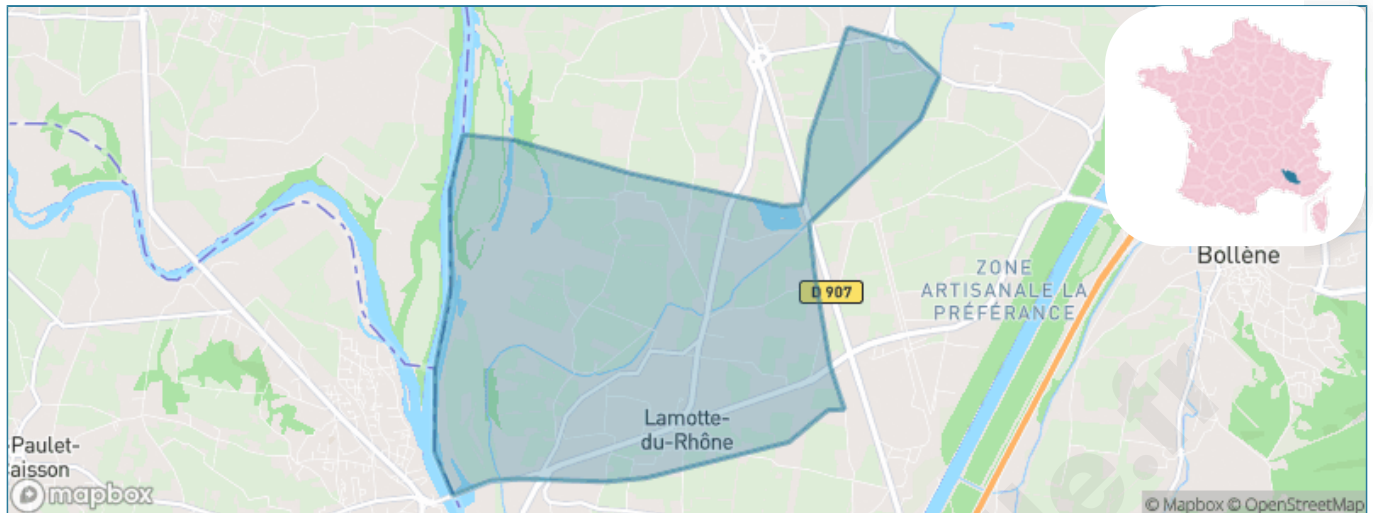 Bollène
ZONE
ARTISANALE LA
PRÉFÉRANCE
D 907
Lamotte-
du-Rhône
-Paulet-
aisson
mapbox
© Mapbox © OpenStreetMap